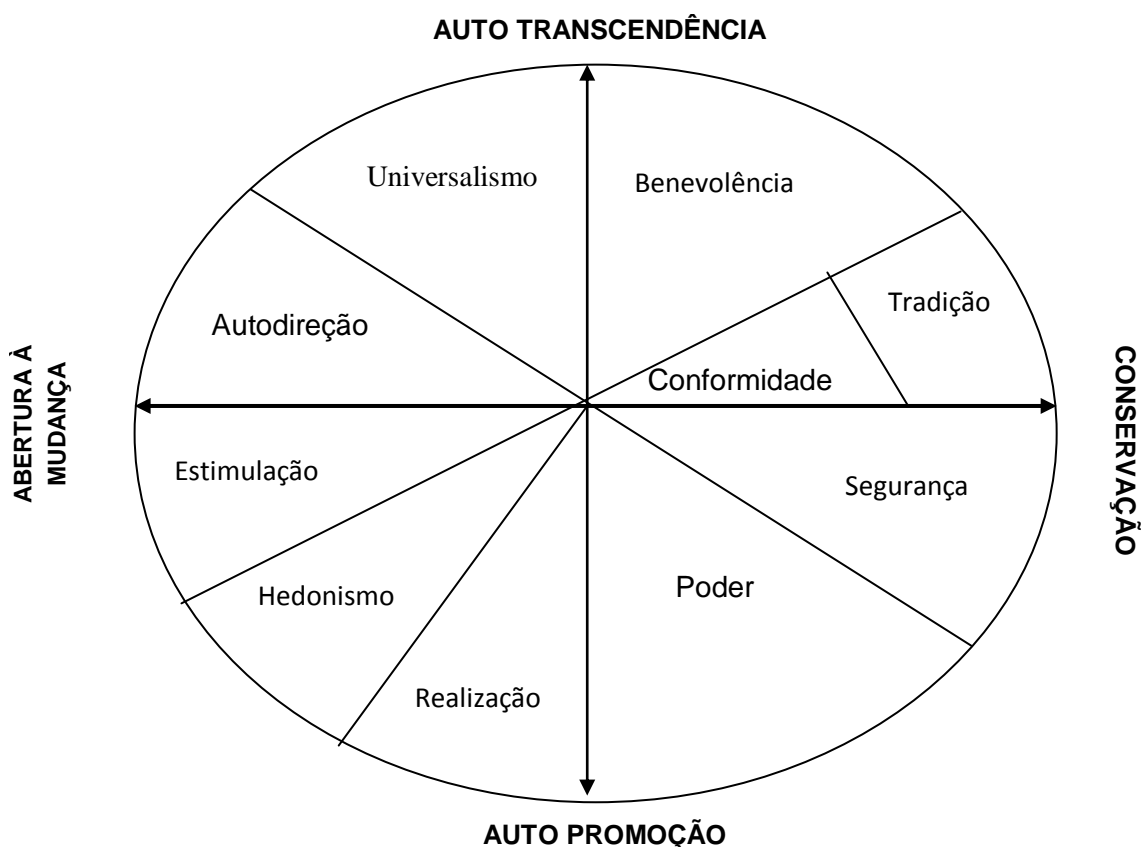 AUTO TRANSCENDÊNCIA
Universalismo
Benevolência
Tradição
Autodireção
Conformidade
ABERTURA À
MUDANÇA
CONSERVAÇÃO
Estimulação
Segurança
Hedonismo
Poder
Realização
AUTO PROMOÇÃO